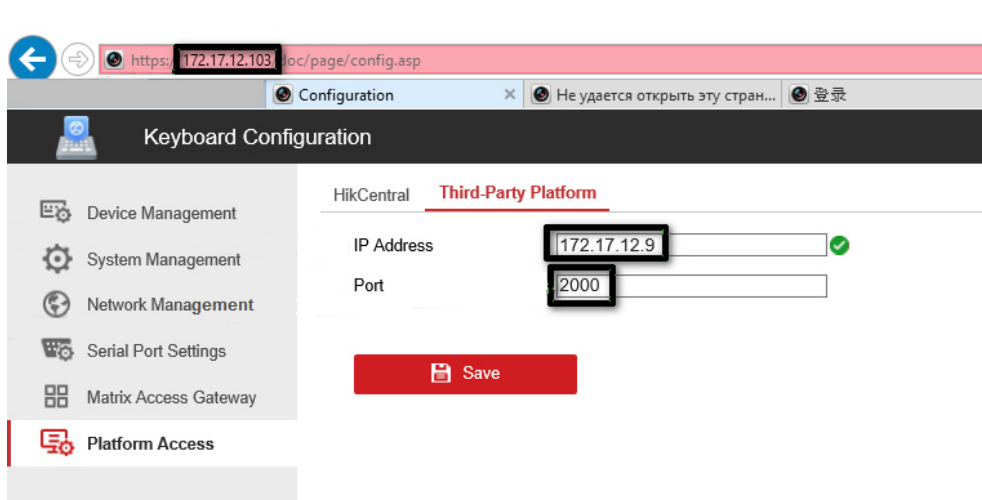 https://172.17.12.103/doc/page/config.asp
Configuration × Не удается открыть эту стран... 登录
Keyboard Configuration
HikCentral Third-Party Platform
Device Management
IP Address 172.17.12.9
System Management
Port 2000
Network Management
Serial Port Settings
Save
Matrix Access Gateway
Platform Access